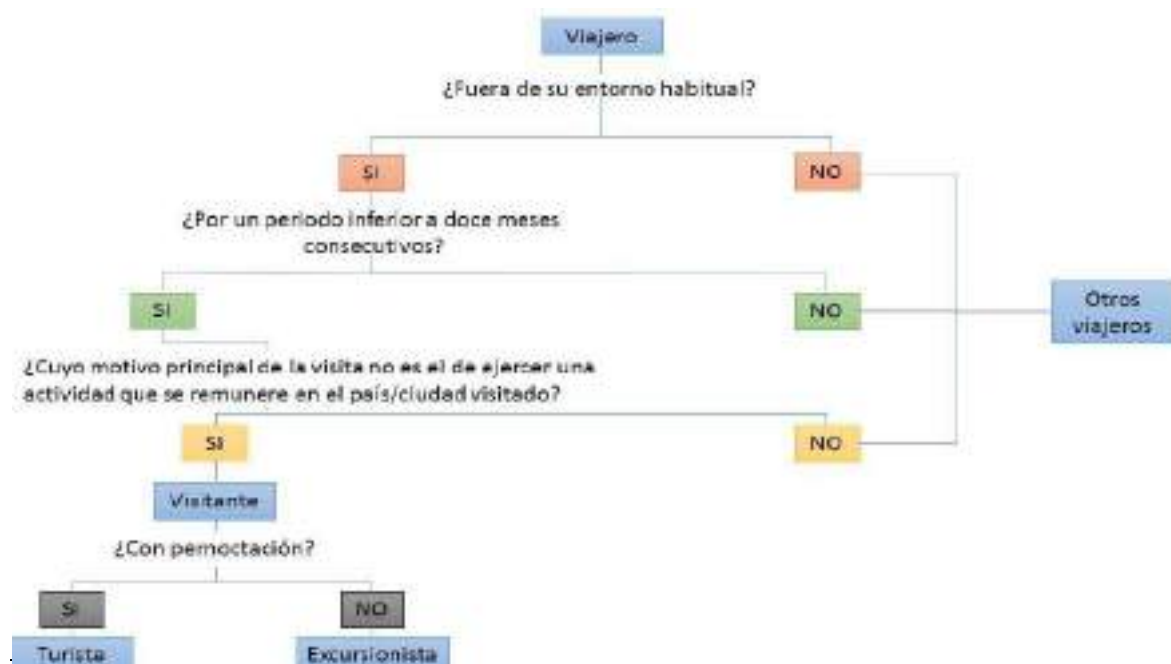 Viajero
¿Fuera de su entorno habitual?
SI
NO
¿Por un periodo inferior a doce meses
consecutivos?
SI
NO
Otros
viajeros
¿Cuyo motivo principal de la visita no es el de ejercer una
actividad que se remunere en el país/ciudad visitado?
SI
NO
Visitante
¿Con pernoctación?
SI
NO
Turista
Excursionista